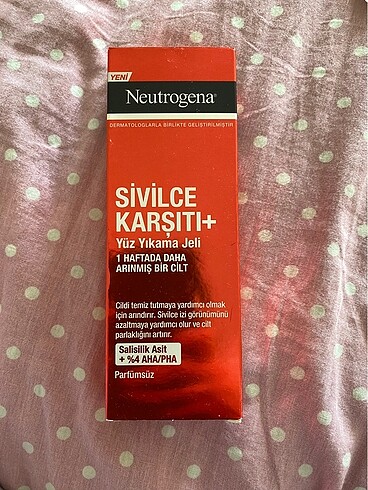 YENİ
Neutrogena®
DERMATOLOGLARLA BİRLİKTE GELİŞTİRİLMİŞTİR
SİVİLCE
KARŞITI+
Yüz Yıkama Jeli
1 HAFTADA DAHA
ARINMIŞ BİR CİLT
Cildi temiz tutmaya yardımcı olmak
için arındırır. Sivilce izi görünümünü
azaltmaya yardımcı olur ve cilt
parlaklığını artırır.
Salisilik Asit
+ %4 AHA/PHA
Parfümsüz